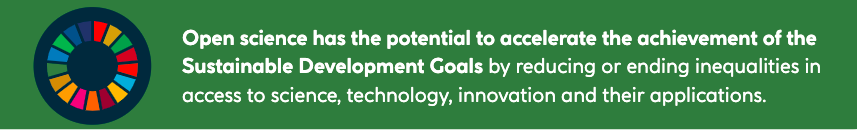 Open science has the potential to accelerate the achievement of the
Sustainable Development Goals by reducing or ending inequalities in
access to science, technology, innovation and their applications.